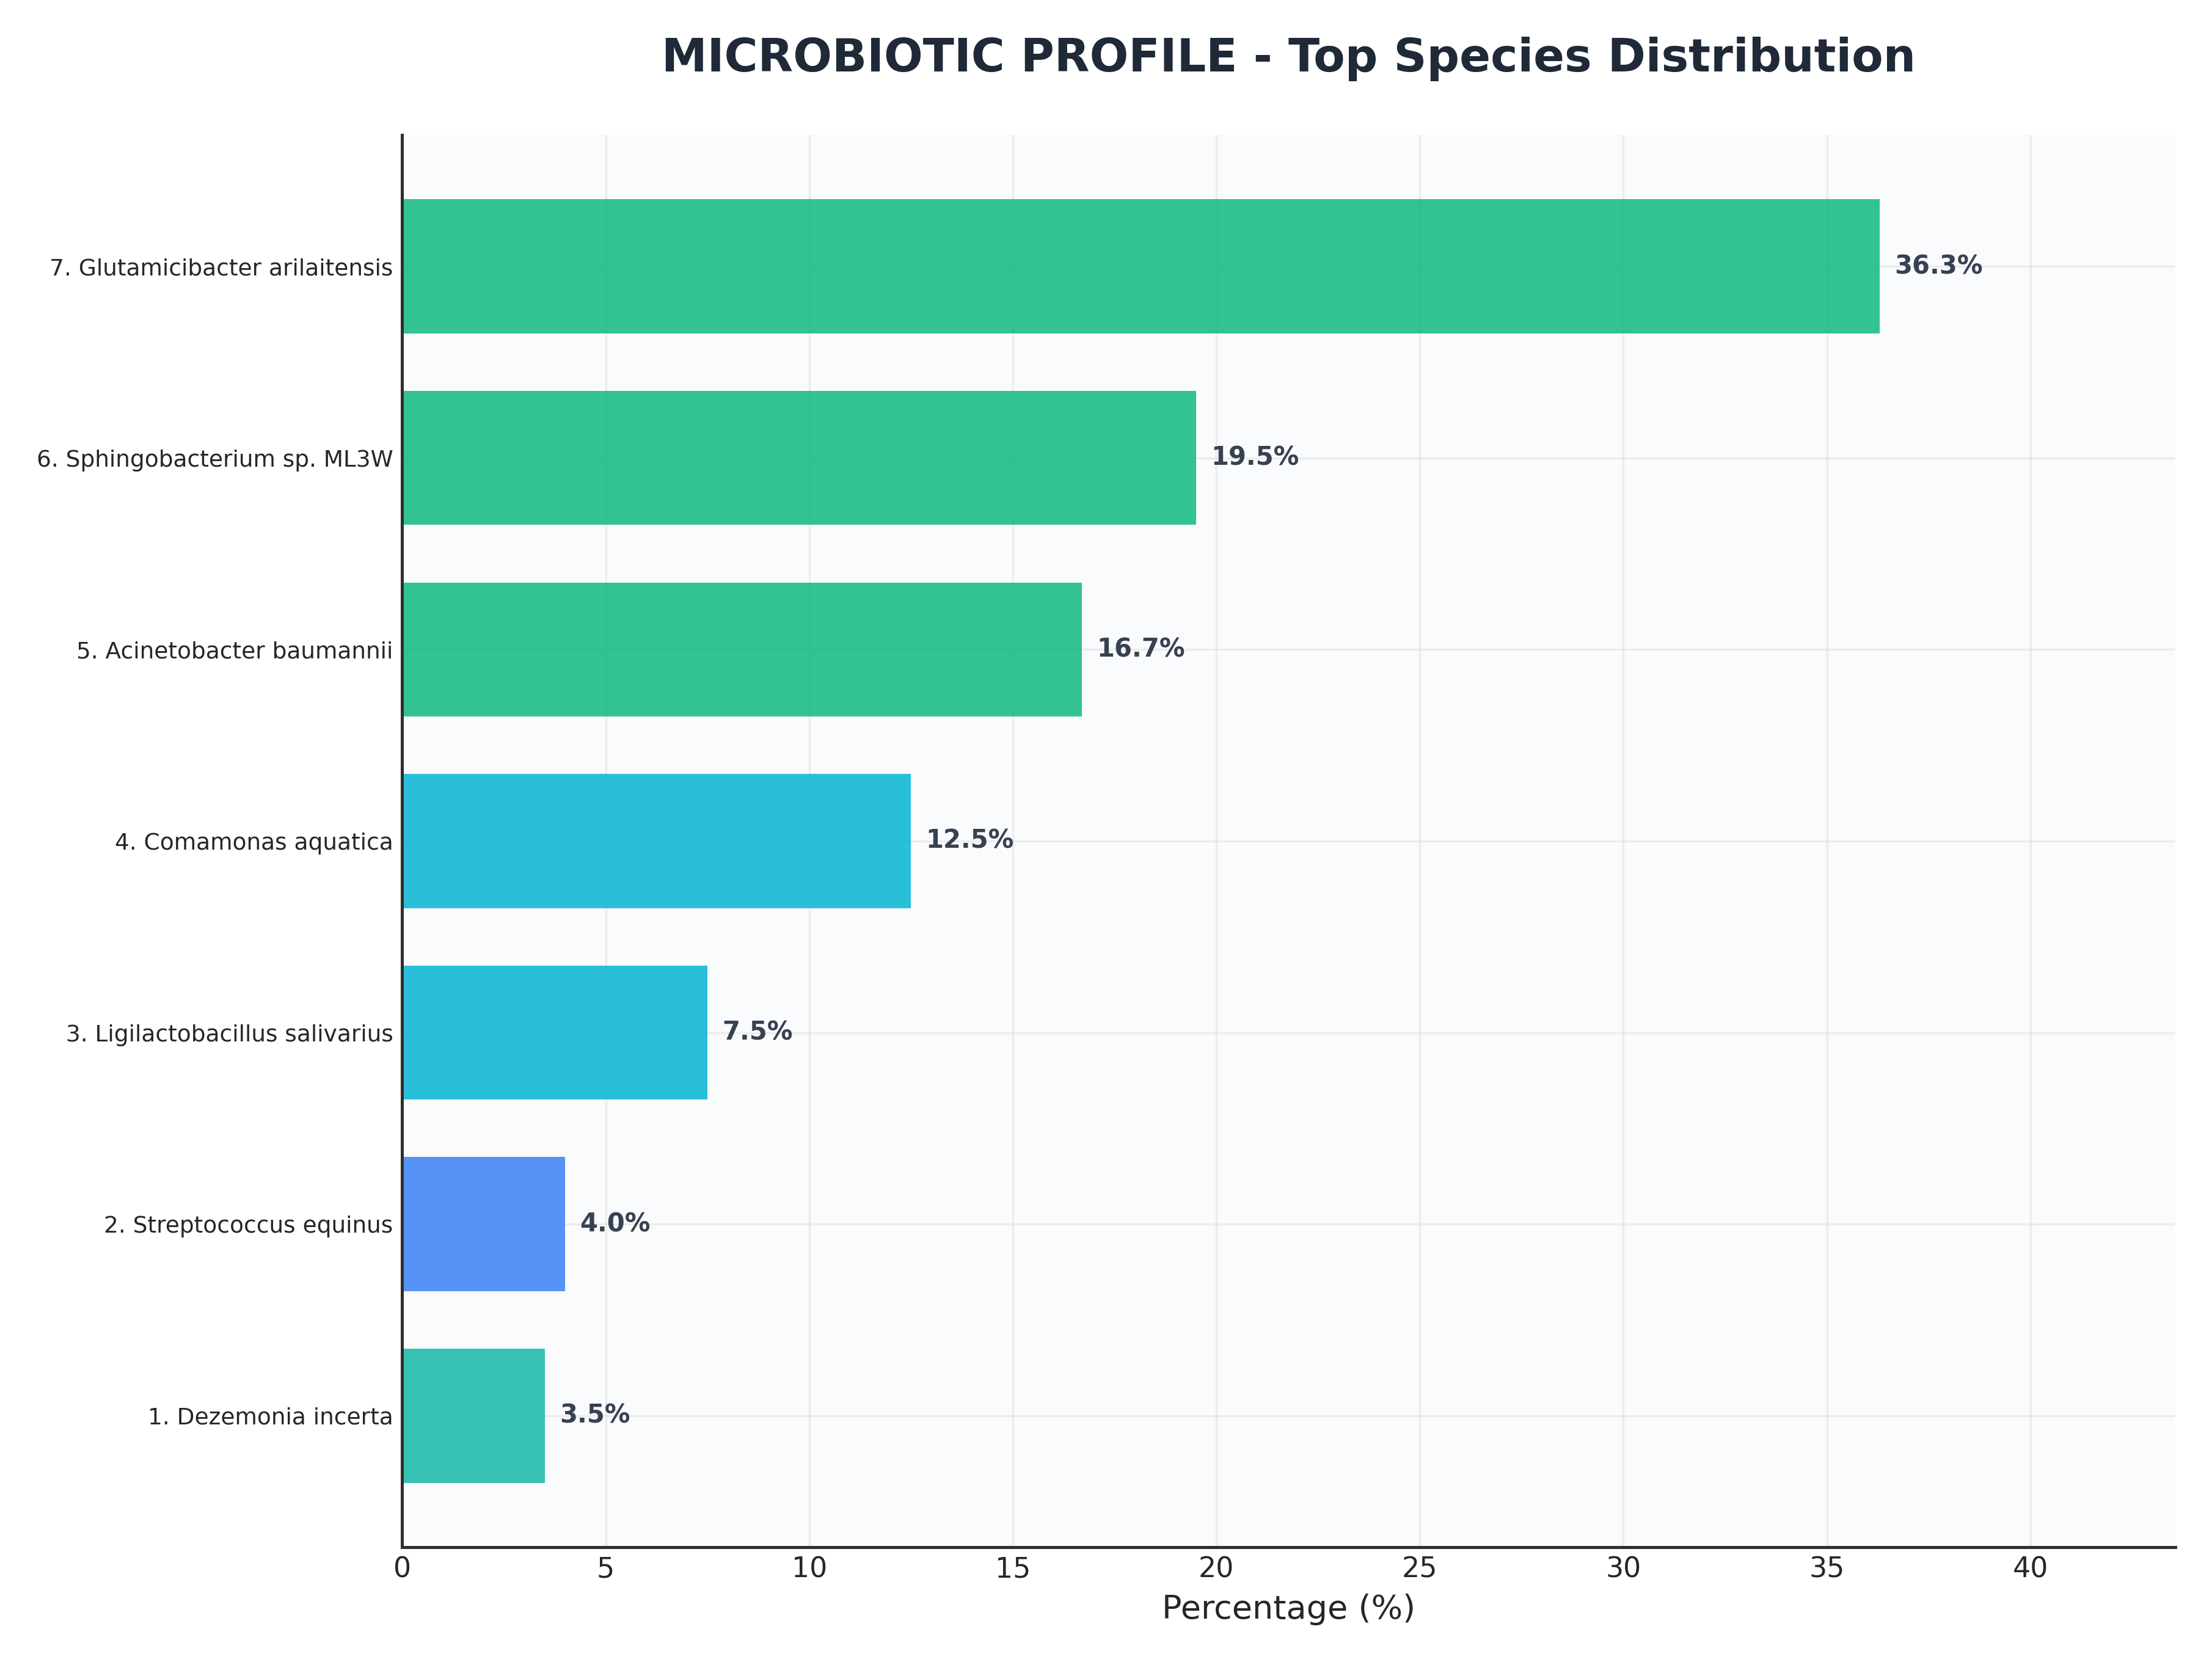 MICROBIOTIC PROFILE - Top Species Distribution
7. Glutamicibacter arilaitensis 36.3%
6. Sphingobacterium sp. ML3W 19.5%
5. Acinetobacter baumannii 16.7%
4. Comamonas aquatica 12.5%
3. Ligilactobacillus salivarius 7.5%
2. Streptococcus equinus 4.0%
1. Dezemonia incerta 3.5%
0 5 10 15 20 25 30 35 40
Percentage (%)